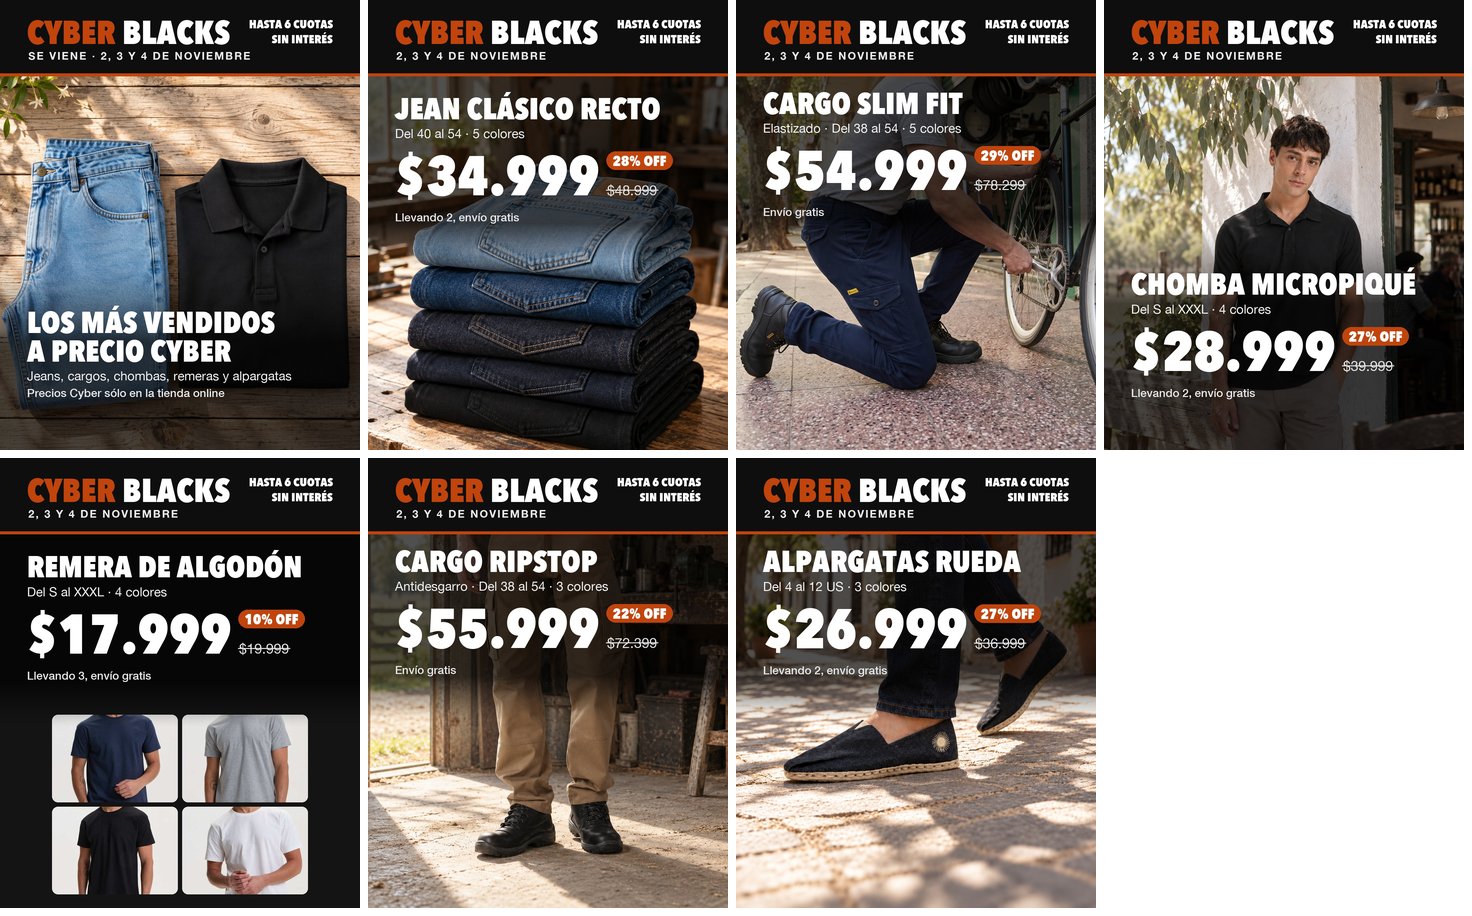 CYBER BLACKS
SE VIENE · 2, 3 Y 4 DE NOVIEMBRE
HASTA 6 CUOTAS
SIN INTERÉS
LOS MÁS VENDIDOS
A PRECIO CYBER
Jeans, cargos, chombas, remeras y alpargatas
Precios Cyber sólo en la tienda online
CYBER BLACKS
2, 3 Y 4 DE NOVIEMBRE
HASTA 6 CUOTAS
SIN INTERÉS
JEAN CLÁSICO RECTO
Del 40 al 54 · 5 colores
$34.999
28% OFF
$48.999
Llevando 2, envío gratis
CYBER BLACKS
2, 3 Y 4 DE NOVIEMBRE
HASTA 6 CUOTAS
SIN INTERÉS
CARGO SLIM FIT
Elastizado · Del 38 al 54 · 5 colores
$54.999
29% OFF
$78.299
Envío gratis
CYBER BLACKS
2, 3 Y 4 DE NOVIEMBRE
HASTA 6 CUOTAS
SIN INTERÉS
CHOMBA MICROPIQUÉ
Del S al XXXL · 4 colores
$28.999
27% OFF
$39.999
Llevando 2, envío gratis
CYBER BLACKS
2, 3 Y 4 DE NOVIEMBRE
HASTA 6 CUOTAS
SIN INTERÉS
REMERA DE ALGODÓN
Del S al XXXL · 4 colores
$17.999
10% OFF
$19.999
Llevando 3, envío gratis
CYBER BLACKS
2, 3 Y 4 DE NOVIEMBRE
HASTA 6 CUOTAS
SIN INTERÉS
CARGO RIPSTOP
Antidesgarro · Del 38 al 54 · 3 colores
$55.999
22% OFF
$72.399
Envío gratis
CYBER BLACKS
2, 3 Y 4 DE NOVIEMBRE
HASTA 6 CUOTAS
SIN INTERÉS
ALPARGATAS RUEDA
Del 4 al 12 US · 3 colores
$26.999
27% OFF
$36.999
Llevando 2, envío gratis